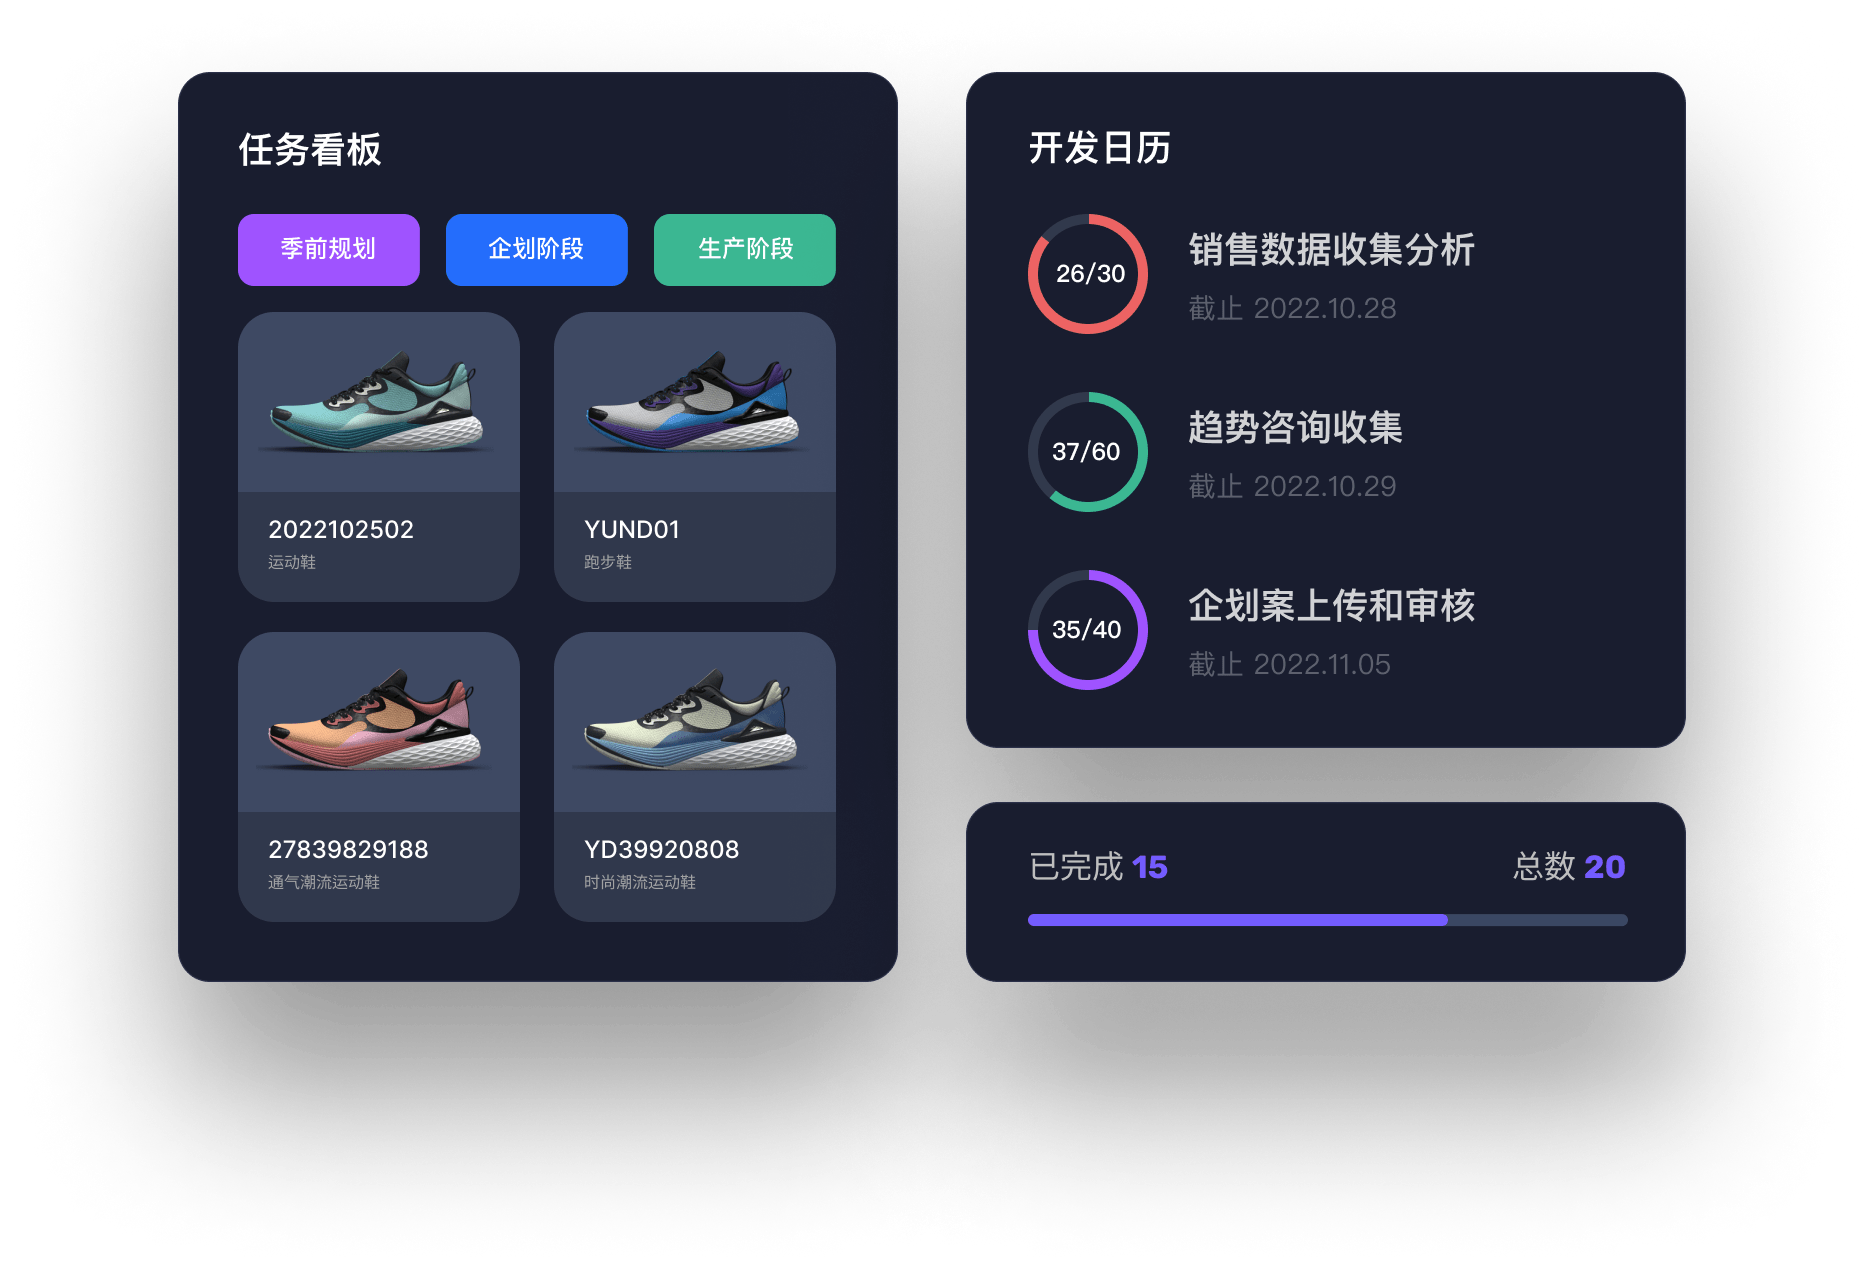 任务看板
季前规划
企划阶段
生产阶段
2022102502
运动鞋
YUND01
跑步鞋
27839829188
通气潮流运动鞋
YD39920808
时尚潮流运动鞋
开发日历
26/30
销售数据收集分析
截止 2022.10.28
37/60
趋势咨询收集
截止 2022.10.29
35/40
企划案上传和审核
截止 2022.11.05
已完成 15
总数 20